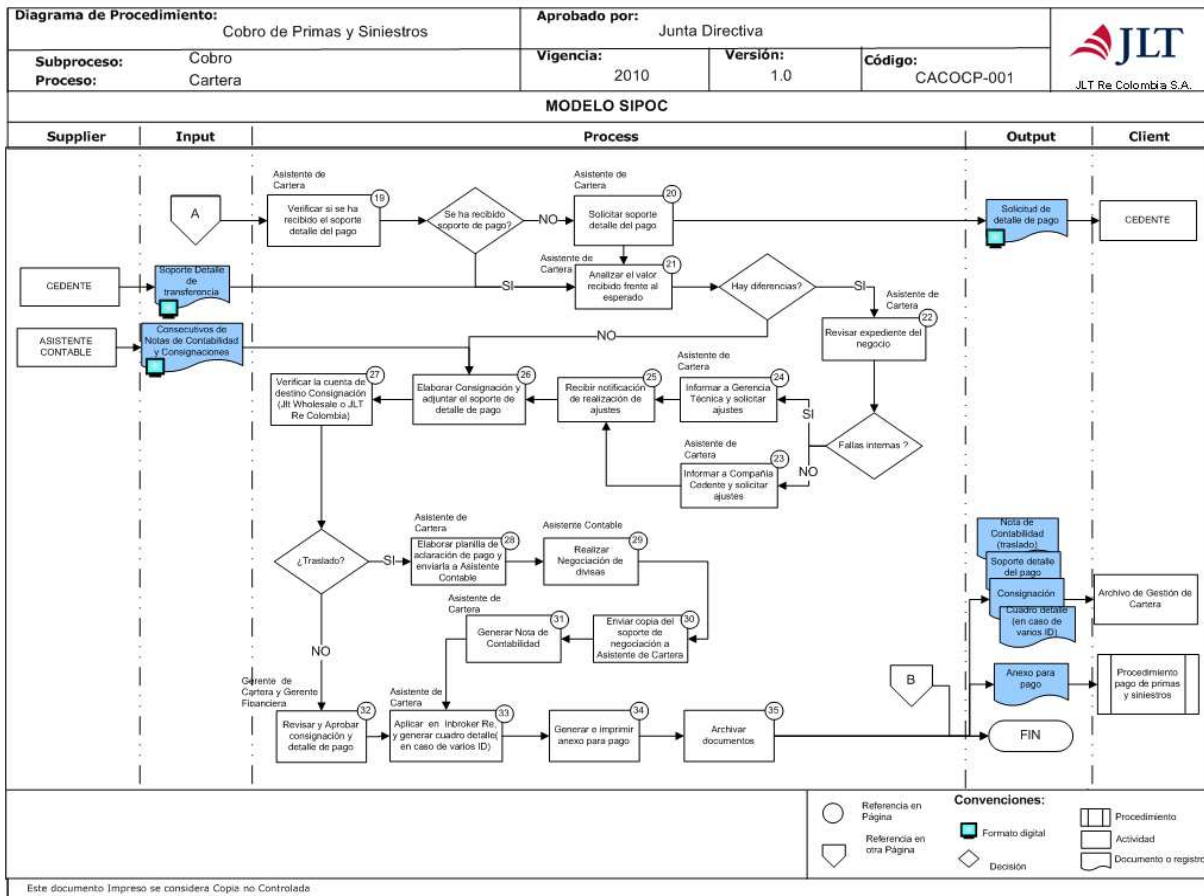 Diagrama de Procedimiento:
Cobro de Primas y Siniestros
Aprobado por:
Junta Directiva
Subproceso: Cobro
Proceso: Cartera
Vigencia:
2010
Versión:
1.0
Código:
CACOCP-001
JLT
JLT Re Colombia S.A.
MODELO SIPOC
Supplier
Input
Process
Output
Client
A
Asistente de
Cartera
19
Verificar si se ha
recibido el soporte
detalle del pago
Se ha recibido
soporte de pago?
NO
Asistente de
Cartera
20
Solicitar soporte
detalle del pago
Solicitud de
detalle de pago
CEDENTE
CEDENTE
Soporte Detalle
de
transferencia
SI
Asistente de
Cartera
21
Analizar el valor
recibido frente al
esperado
Hay diferencias?
SI
Asistente de
Cartera
22
Revisar expediente del
negocio
NO
ASISTENTE
CONTABLE
Consecutivos de
Notas de Contabilidad
y Consignaciones
27
Verificar la cuenta de
destino Consignación
(Jlt Wholesale o JLT
Re Colombia)
26
Elaborar Consignación y
adjuntar el soporte de
detalle de pago
25
Recibir notificación
de realización de
ajustes
Asistente de
Cartera
24
Informar a Gerencia
Técnica y solicitar
ajustes
SI
Fallas internas ?
NO
Asistente de
Cartera
23
Informar a Compañía
Cedente y solicitar
ajustes
¿Traslado?
SI
Asistente de
Cartera
28
Elaborar planilla de
aclaración de pago y
enviarla a Asistente
Contable
Asistente Contable
29
Realizar
Negociación de
divisas
Asistente de
Cartera
31
Generar Nota de
Contabilidad
30
Enviar copia del
soporte de
negociación a
Asistente de Cartera
NO
Nota de
Contabilidad
(traslado)
Soporte detalle
del pago
Consignación
Cuadro detalle
(en caso de
varios ID)
Archivo de Gestión de
Cartera
B
Anexo para
pago
Procedimiento
pago de primas
y siniestros
Gerente de
Cartera y Gerente
Financiera
32
Revisar y Aprobar
consignación y
detalle de pago
Asistente de
Cartera
33
Aplicar en Inbroker Re,
y generar cuadro detalle(
en caso de varios ID)
34
Generar e imprimir
anexo para pago
35
Archivar
documentos
FIN
Convenciones:
Referencia en
Página
Referencia en
otra Página
Formato digital
Decisión
Procedimiento
Actividad
Documento o registro
Este documento Impreso se considera Copia no Controlada